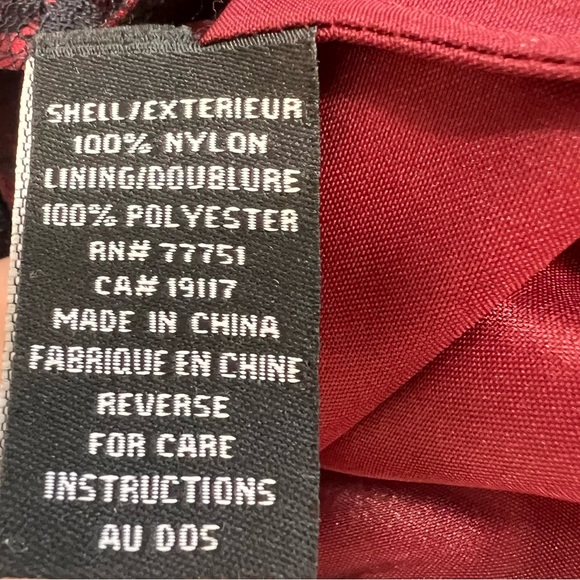 SHELL/EXTERIEUR
100% NYLON
LINING/DOUBLURE
100% POLYESTER
RN# 77751
CA# 19117
MADE IN CHINA
FABRIQUE EN CHINE
REVERSE
FOR CARE
INSTRUCTIONS
AU DOS